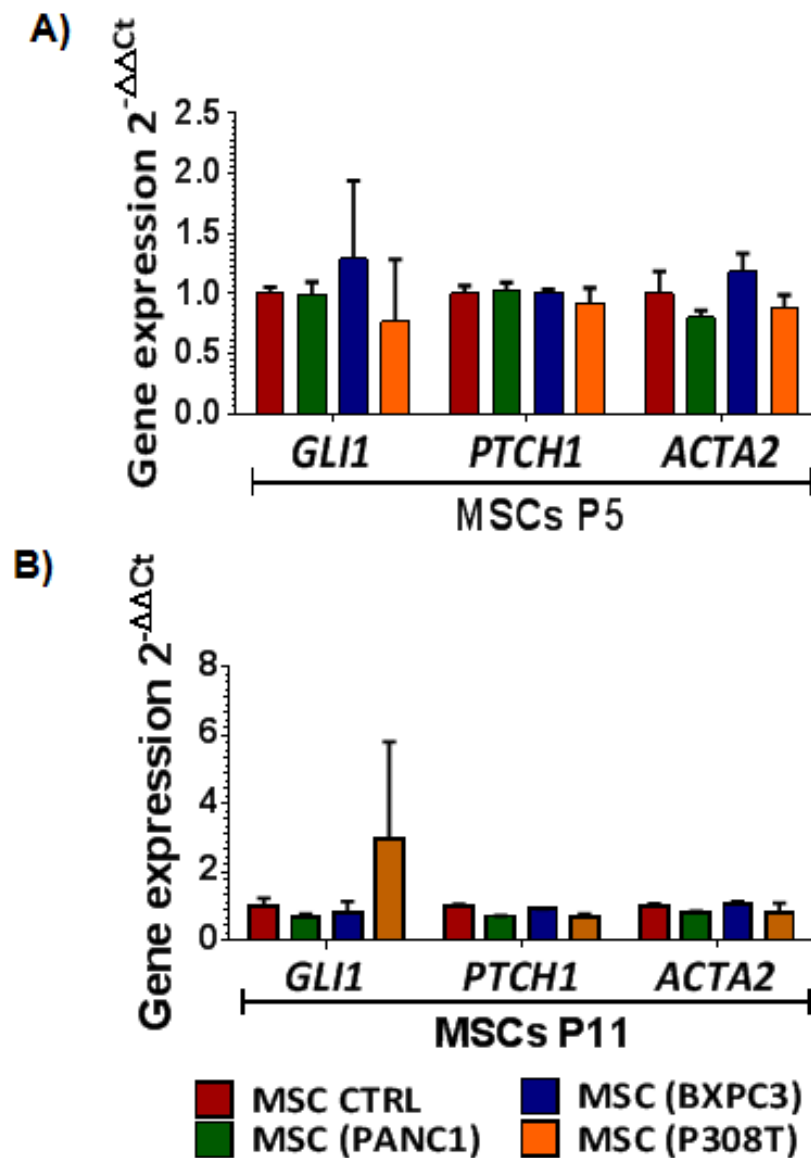 A)
Gene expression 2^-ΔΔCt
2.5
2.0
1.5
1.0
0.5
0.0
GLI1 PTCH1 ACTA2
MSCs P5
B)
Gene expression 2^-ΔΔCt
8
6
4
2
0
GLI1 PTCH1 ACTA2
MSCs P11
MSC CTRL MSC (BXPC3)
MSC (PANC1) MSC (P308T)